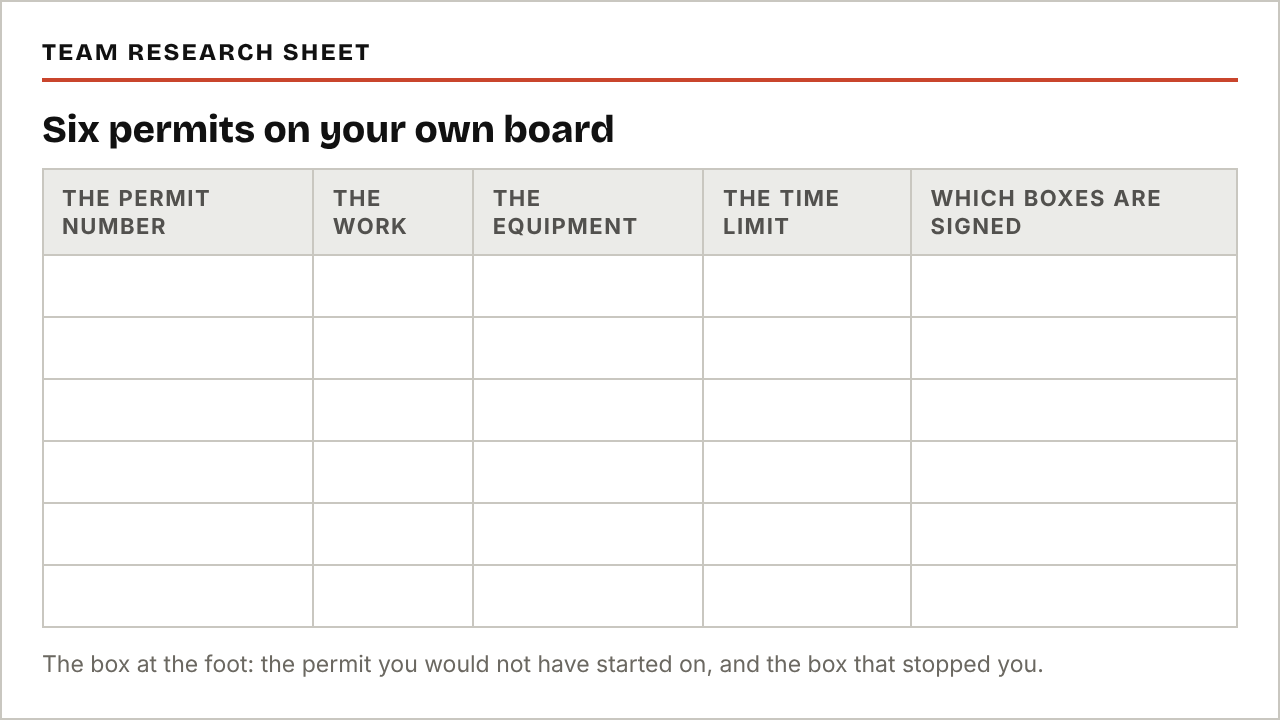 TEAM RESEARCH SHEET
Six permits on your own board
THE PERMIT NUMBER
THE WORK
THE EQUIPMENT
THE TIME LIMIT
WHICH BOXES ARE SIGNED
The box at the foot: the permit you would not have started on, and the box that stopped you.